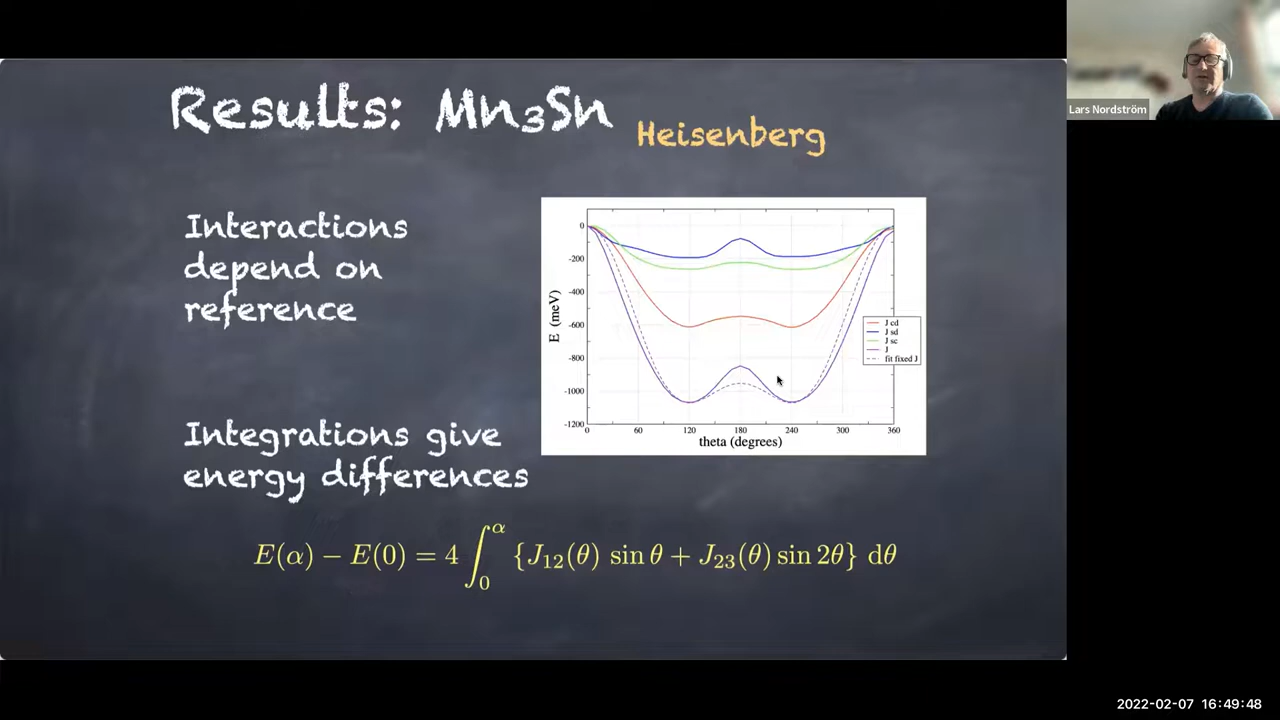 Results: Mn₃Sn
Heisenberg
Lars Nordström
Interactions
depend on
reference
0
-200
-400
-600
-800
-1000
-1200
E (meV)
0 60 120 180 240 300 360
theta (degrees)
J cd
J sd
J sc
J
fit fixed J
Integrations give
energy differences
E(α) − E(0) = 4 ∫₀^α {J₁₂(θ) sin θ + J₂₃(θ) sin 2θ} dθ
2022-02-07 16:49:48